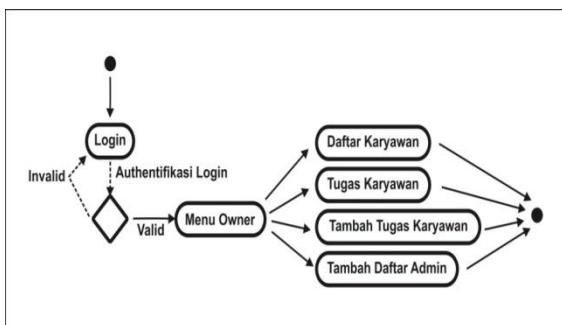 Login
Invalid
Authentifikasi Login
Valid
Menu Owner
Daftar Karyawan
Tugas Karyawan
Tambah Tugas Karyawan
Tambah Daftar Admin